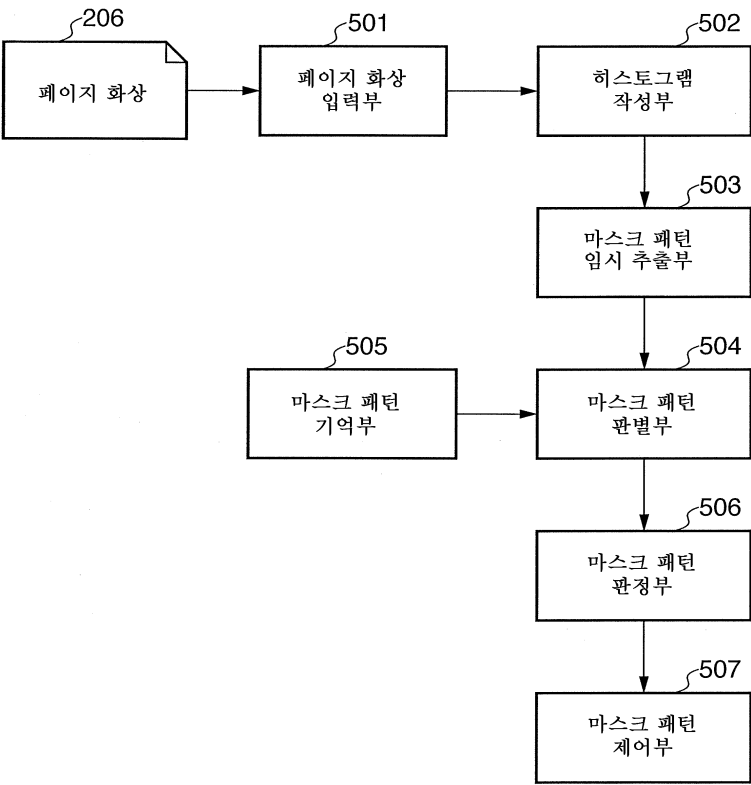 206
페이지 화상
501
페이지 화상
입력부
502
히스토그램
작성부
503
마스크 패턴
임시 추출부
505
마스크 패턴
기억부
504
마스크 패턴
판별부
506
마스크 패턴
판정부
507
마스크 패턴
제어부